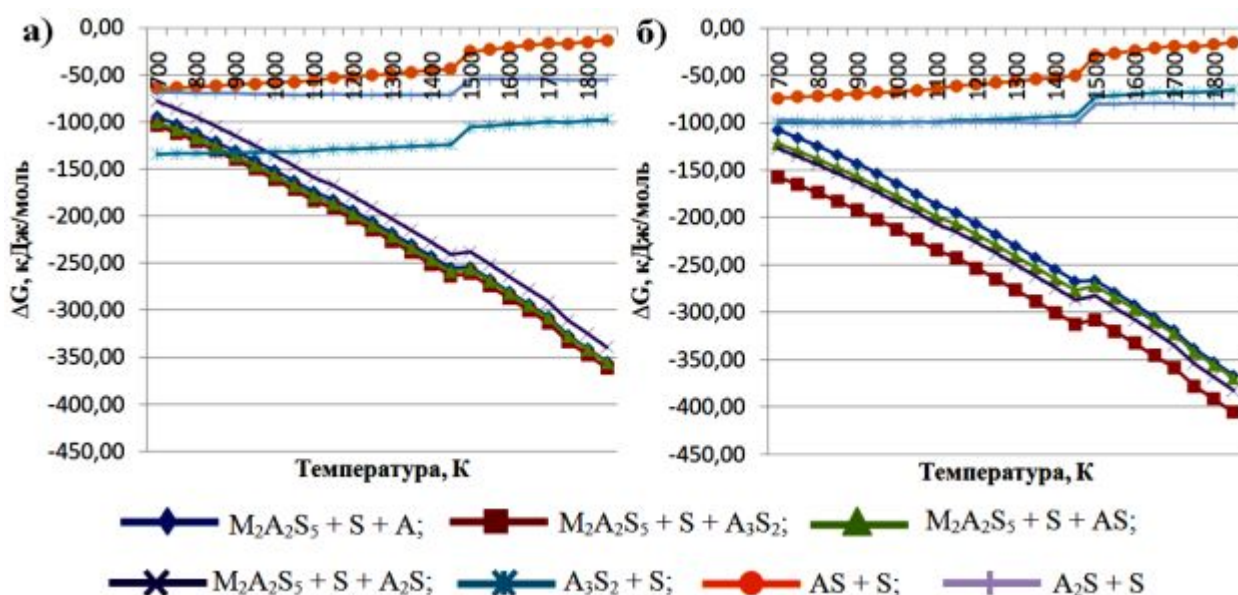 а)
0,00
-50,00
-100,00
-150,00
-200,00
-250,00
-300,00
-350,00
-400,00
-450,00
700 800 900 1000 1100 1200 1300 1400 1500 1600 1700 1800
ΔG, кДж/моль
Температура, К
б)
0,00
-50,00
-100,00
-150,00
-200,00
-250,00
-300,00
-350,00
-400,00
-450,00
700 800 900 1000 1100 1200 1300 1400 1500 1600 1700 1800
ΔG, кДж/моль
Температура, К
M₂A₂S₅ + S + A; M₂A₂S₅ + S + A₃S₂; M₂A₂S₅ + S + AS;
M₂A₂S₅ + S + A₂S; A₃S₂ + S; AS + S; A₂S + S